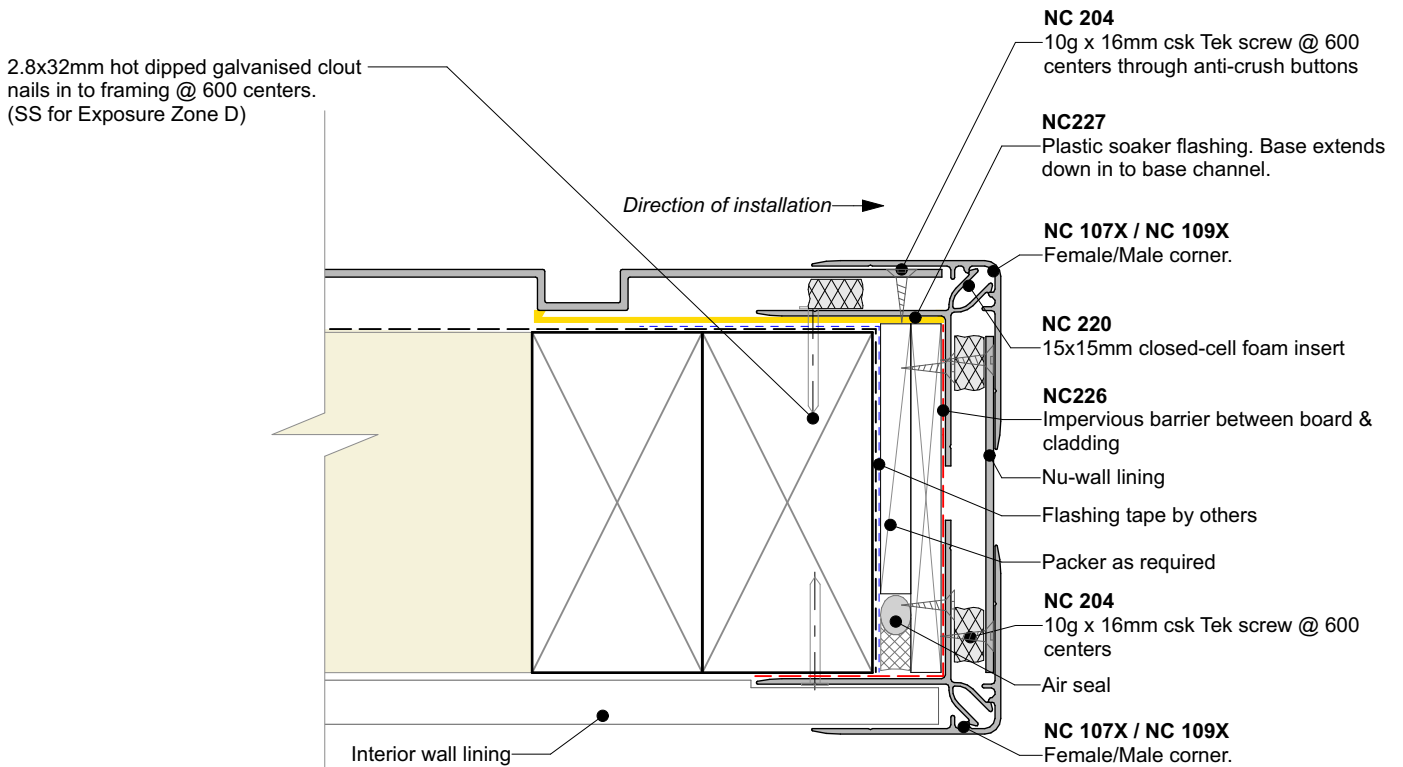 2.8x32mm hot dipped galvanised clout
nails in to framing @ 600 centers.
(SS for Exposure Zone D)
Direction of installation
NC 204
10g x 16mm csk Tek screw @ 600
centers through anti-crush buttons
NC227
Plastic soaker flashing. Base extends
down in to base channel.
NC 107X / NC 109X
Female/Male corner.
NC 220
15x15mm closed-cell foam insert
NC226
Impervious barrier between board &
cladding
Nu-wall lining
Flashing tape by others
Packer as required
NC 204
10g x 16mm csk Tek screw @ 600
centers
Air seal
NC 107X / NC 109X
Female/Male corner.
Interior wall lining